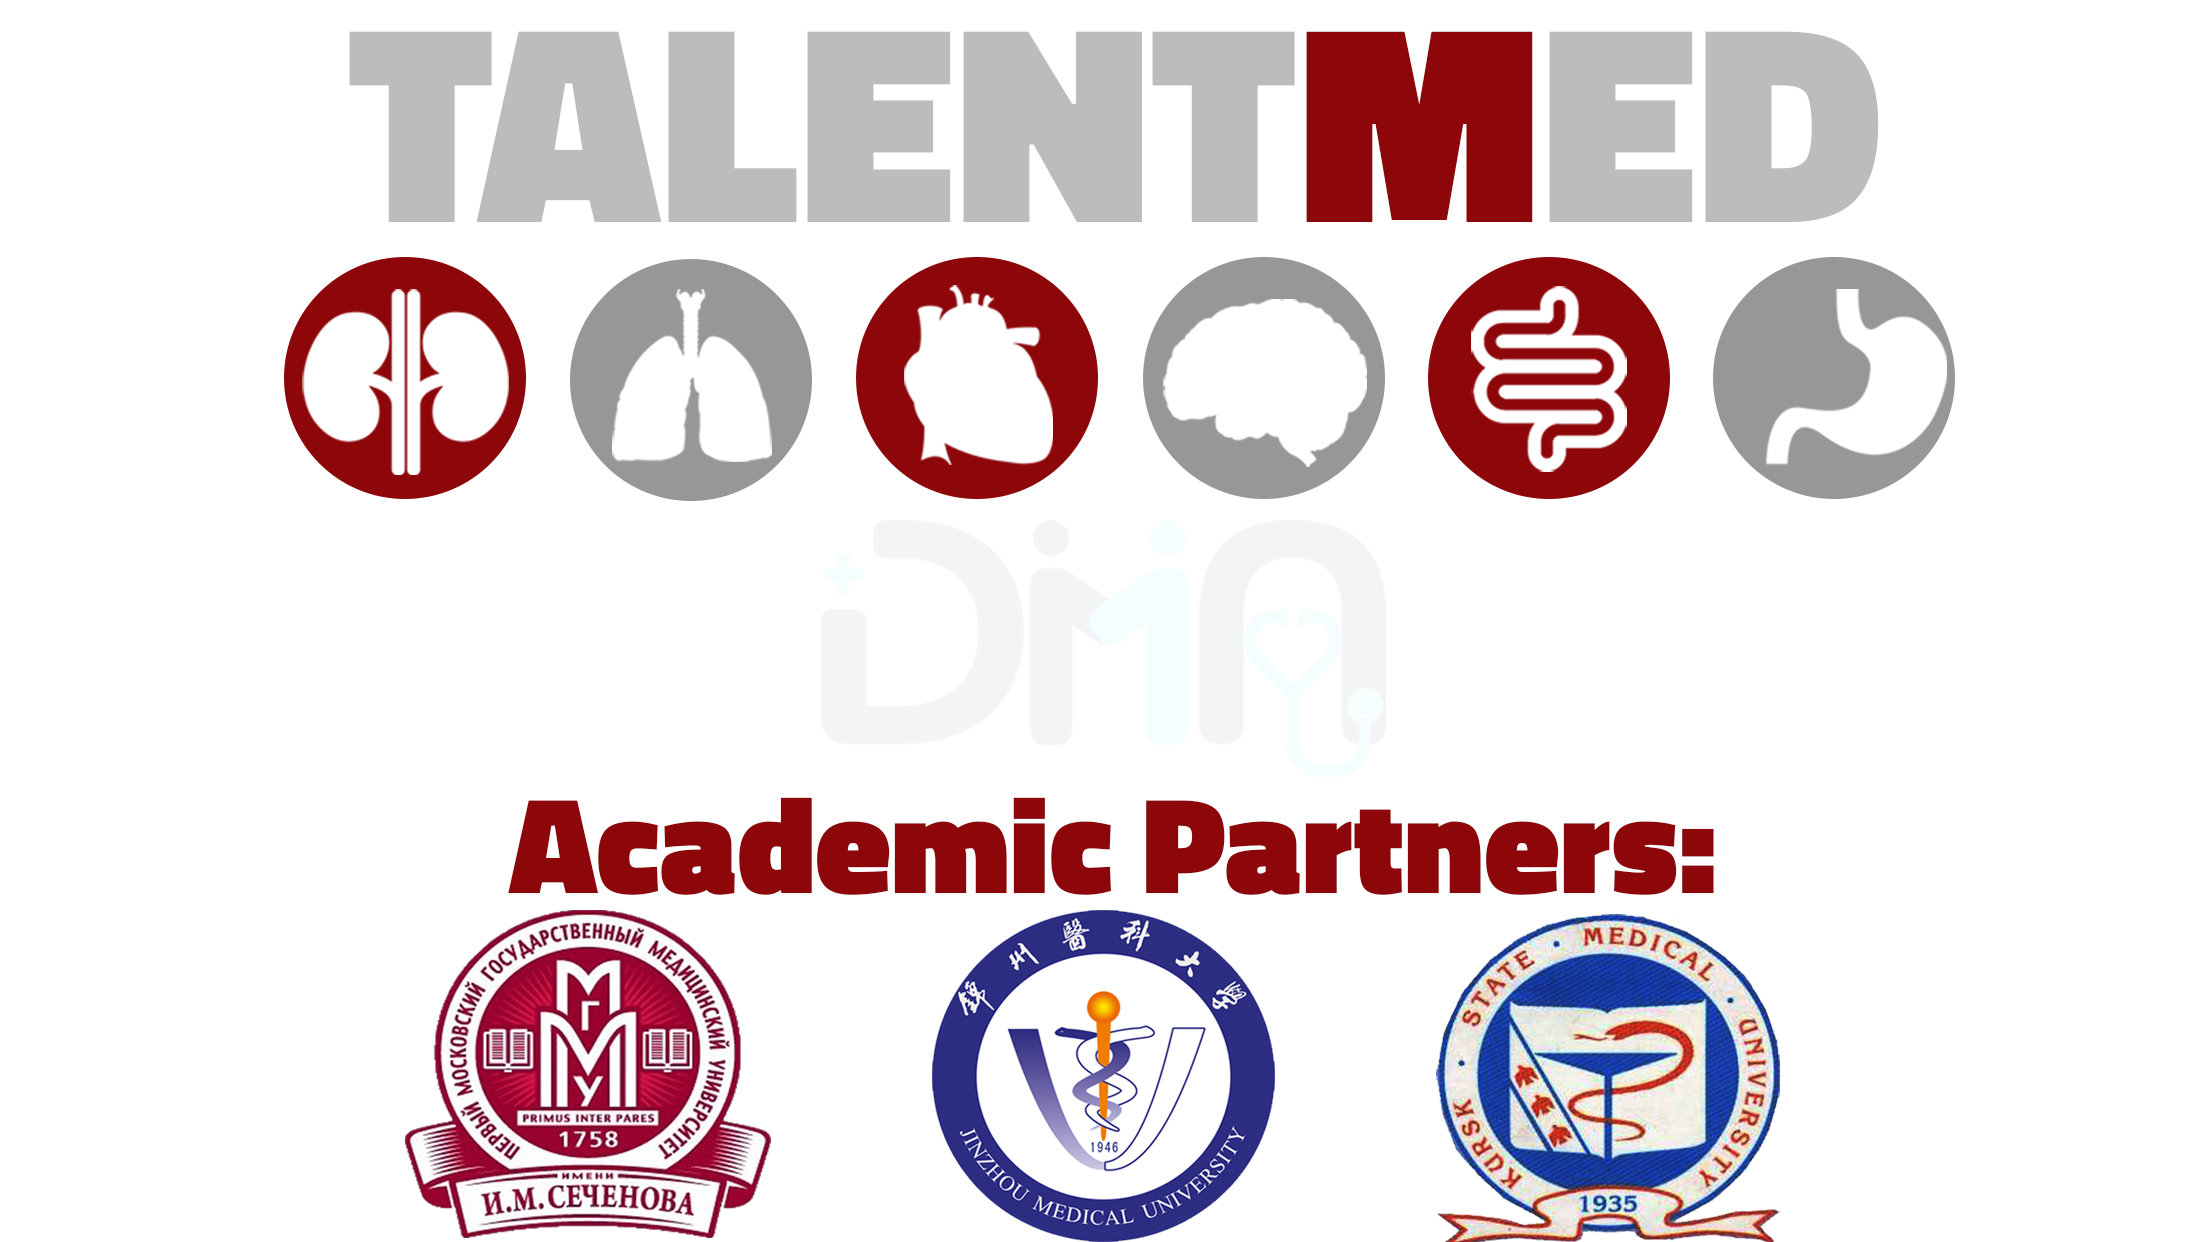 TALENTMED
DMA
Academic Partners:
ПЕРВЫЙ МОСКОВСКИЙ ГОСУДАРСТВЕННЫЙ МЕДИЦИНСКИЙ УНИВЕРСИТЕТ
МГМУ
PRIMUS INTER PARES
1758
ИМЕНИ
И.М.СЕЧЕНОВА
錦州醫科大學
1946
JINZHOU MEDICAL UNIVERSITY
KURSK · STATE · MEDICAL · UNIVERSITY
1935